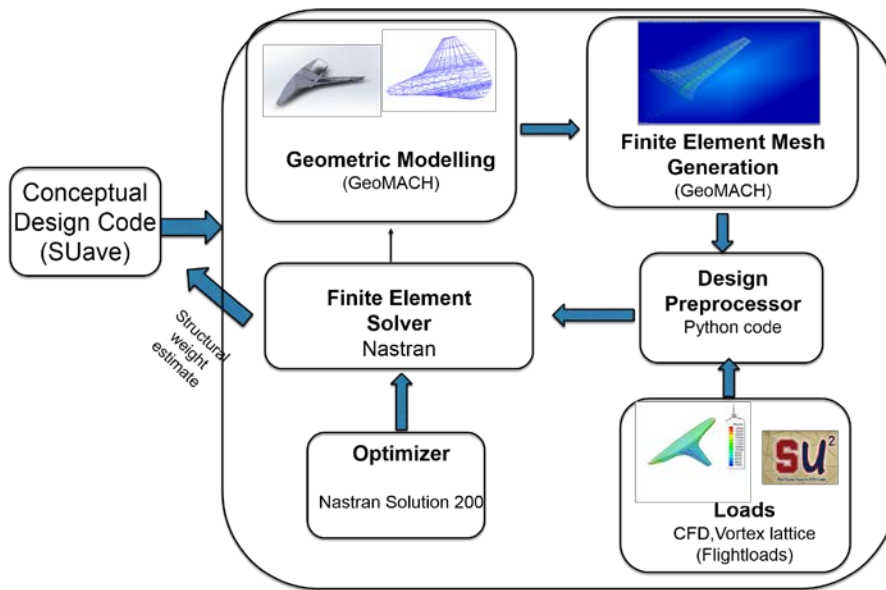 Geometric Modelling
(GeoMACH)
Finite Element Mesh
Generation
(GeoMACH)
Conceptual
Design Code
(SUave)
Structural
weight
estimate
Finite Element
Solver
Nastran
Design
Preprocessor
Python code
Optimizer
Nastran Solution 200
SU2
Loads
CFD,Vortex lattice
(Flightloads)